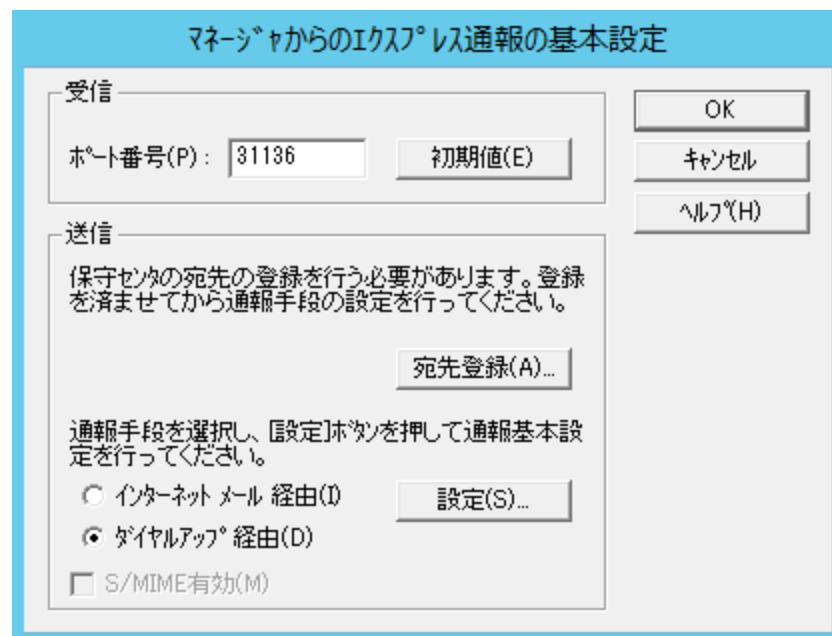 ﾏﾈｰｼﾞｬからのｴｸｽﾌﾟﾚｽ通報の基本設定
受信
ﾎﾟｰﾄ番号(P) :
31136
初期値(E)
OK
ｷｬﾝｾﾙ
ﾍﾙﾌﾟ(H)
送信
保守ｾﾝﾀの宛先の登録を行う必要があります。登録
を済ませてから通報手段の設定を行ってください。
宛先登録(A)...
通報手段を選択し、[設定]ﾎﾞﾀﾝを押して通報基本設
定を行ってください。
ｲﾝﾀｰﾈｯﾄ ﾒｰﾙ 経由(I)
設定(S)...
ﾀﾞｲﾔﾙｱｯﾌﾟ 経由(D)
S/MIME有効(M)